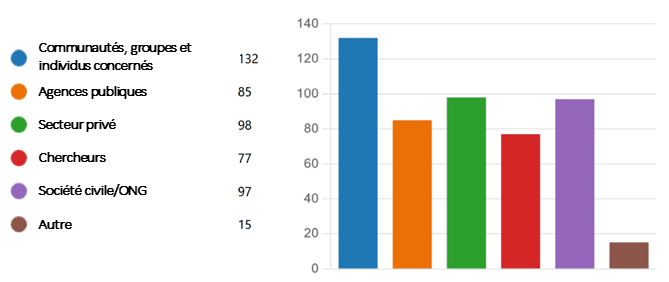 Communautés, groupes et
individus concernés 132
Agences publiques 85
Secteur privé 98
Chercheurs 77
Société civile/ONG 97
Autre 15
140
120
100
80
60
40
20
0